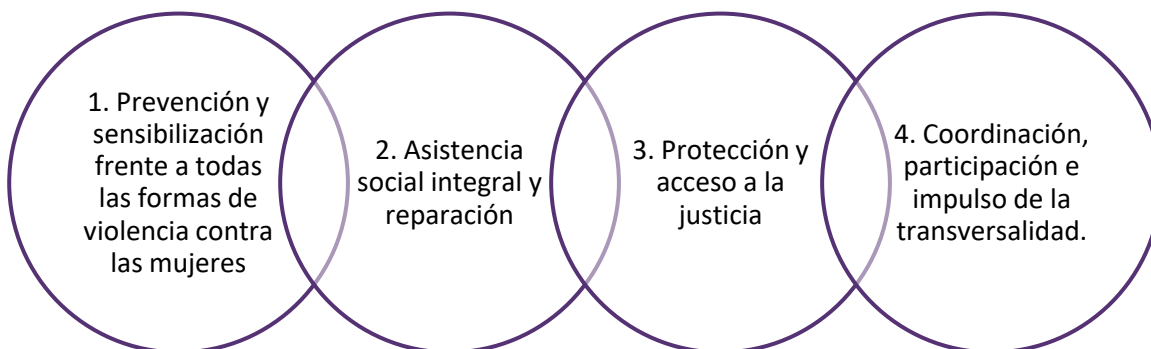 1. Prevención y
sensibilización
frente a todas
las formas de
violencia contra
las mujeres
2. Asistencia
social integral y
reparación
3. Protección y
acceso a la
justicia
4. Coordinación,
participación e
impulso de la
transversalidad.